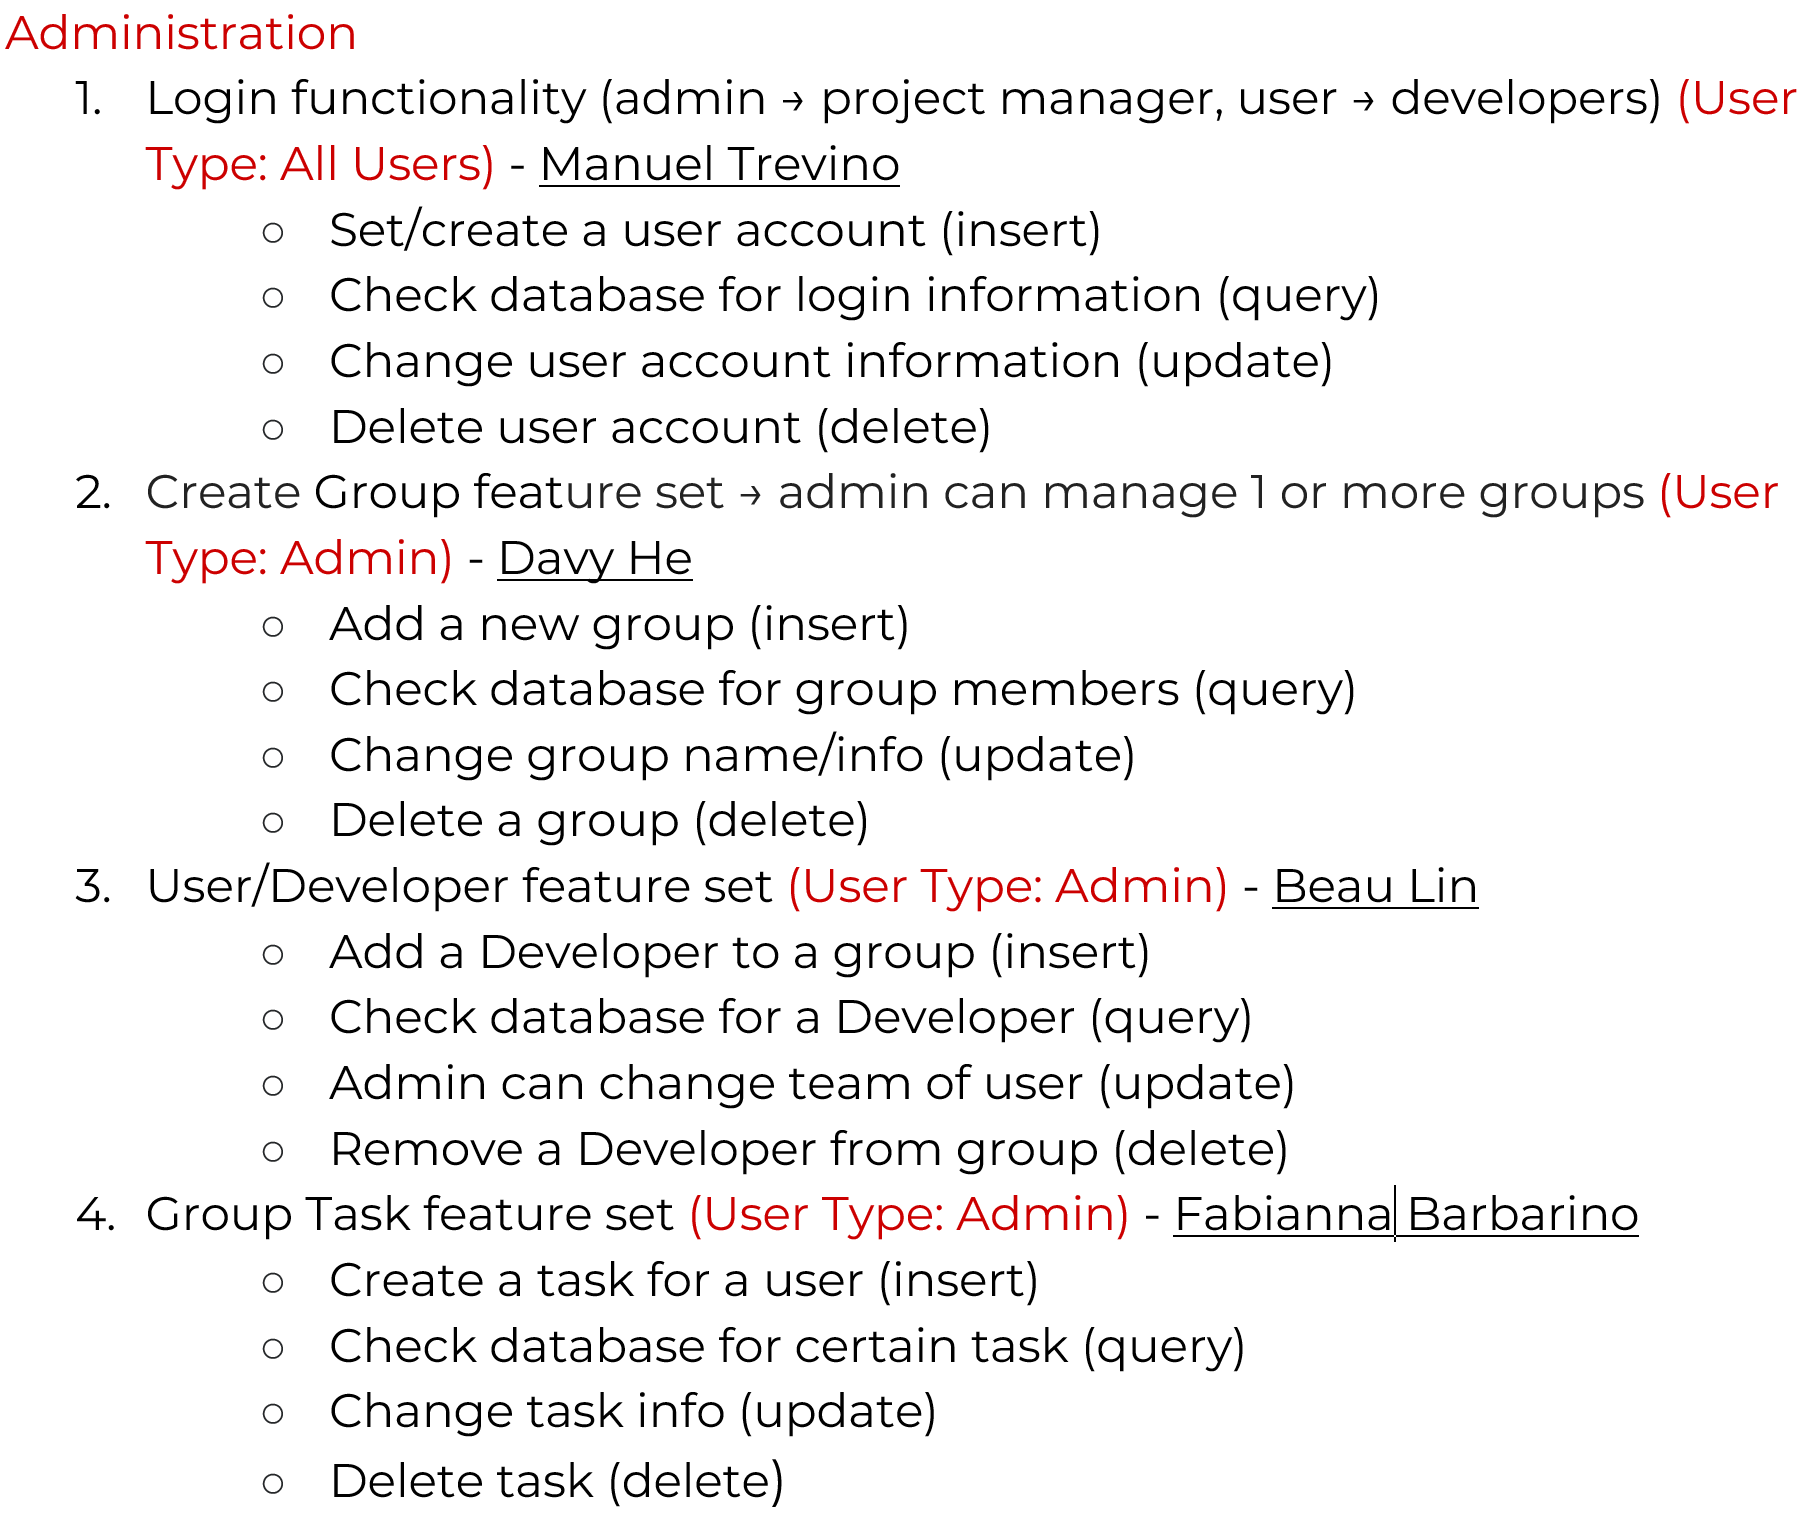 Administration
1. Login functionality (admin → project manager, user → developers) (User
Type: All Users) - Manuel Trevino
○ Set/create a user account (insert)
○ Check database for login information (query)
○ Change user account information (update)
○ Delete user account (delete)
2. Create Group feature set → admin can manage 1 or more groups (User
Type: Admin) - Davy He
○ Add a new group (insert)
○ Check database for group members (query)
○ Change group name/info (update)
○ Delete a group (delete)
3. User/Developer feature set (User Type: Admin) - Beau Lin
○ Add a Developer to a group (insert)
○ Check database for a Developer (query)
○ Admin can change team of user (update)
○ Remove a Developer from group (delete)
4. Group Task feature set (User Type: Admin) - Fabianna Barbarino
○ Create a task for a user (insert)
○ Check database for certain task (query)
○ Change task info (update)
○ Delete task (delete)